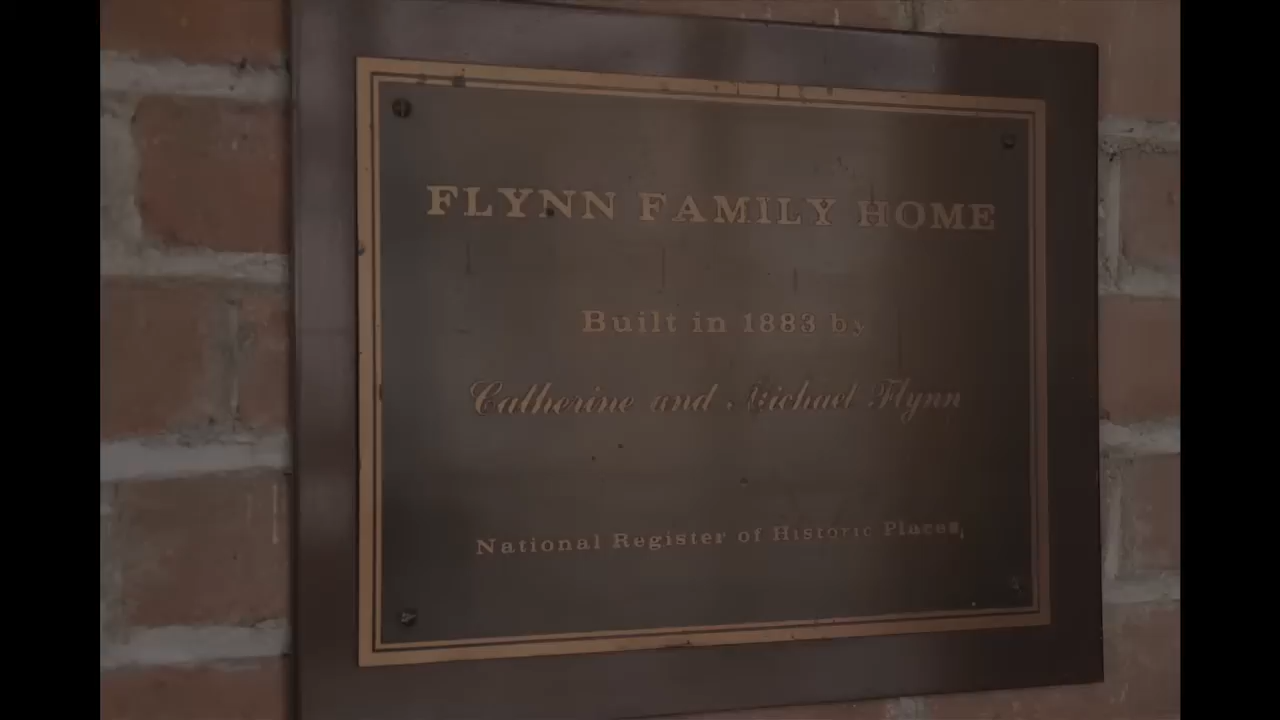 FLYNN FAMILY HOME
Built in 1883 by
Catherine and Michael Flynn
National Register of Historic Places